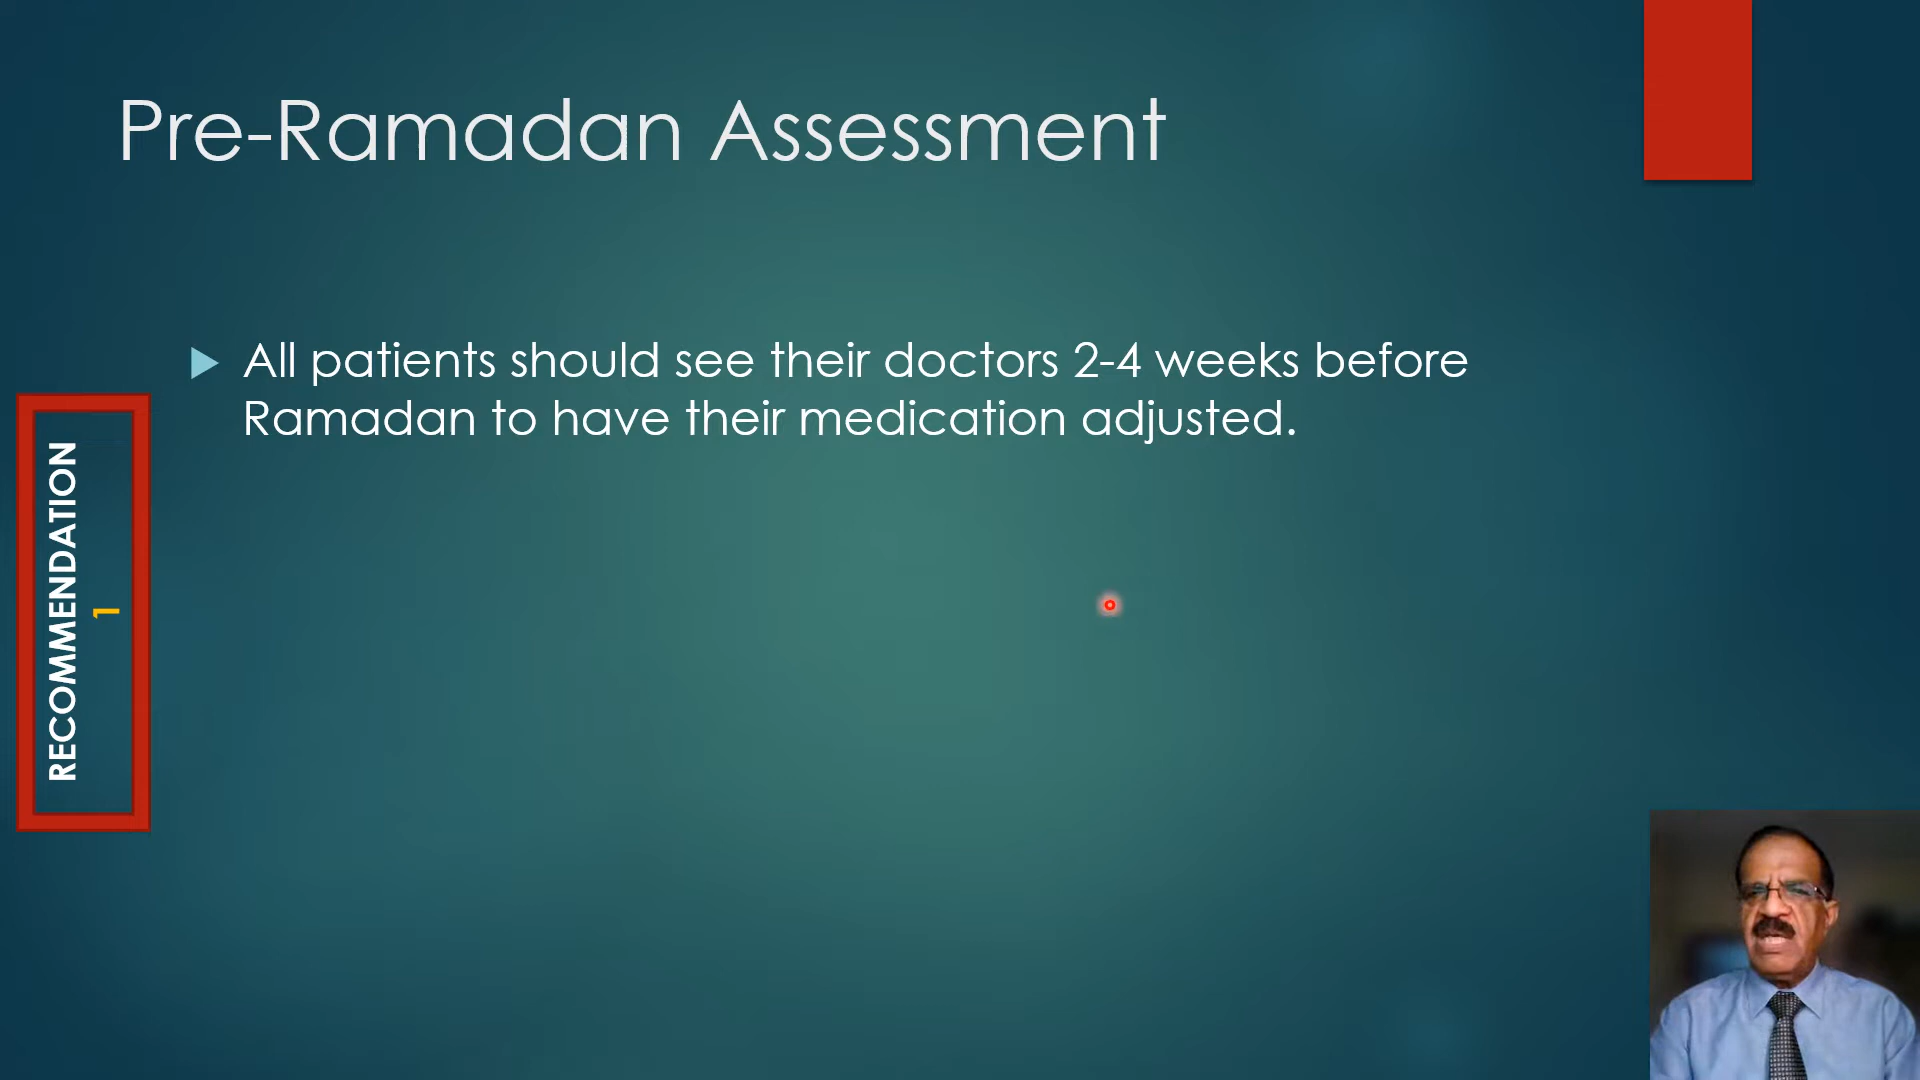 Pre-Ramadan Assessment
All patients should see their doctors 2-4 weeks before
Ramadan to have their medication adjusted.
RECOMMENDATION
1